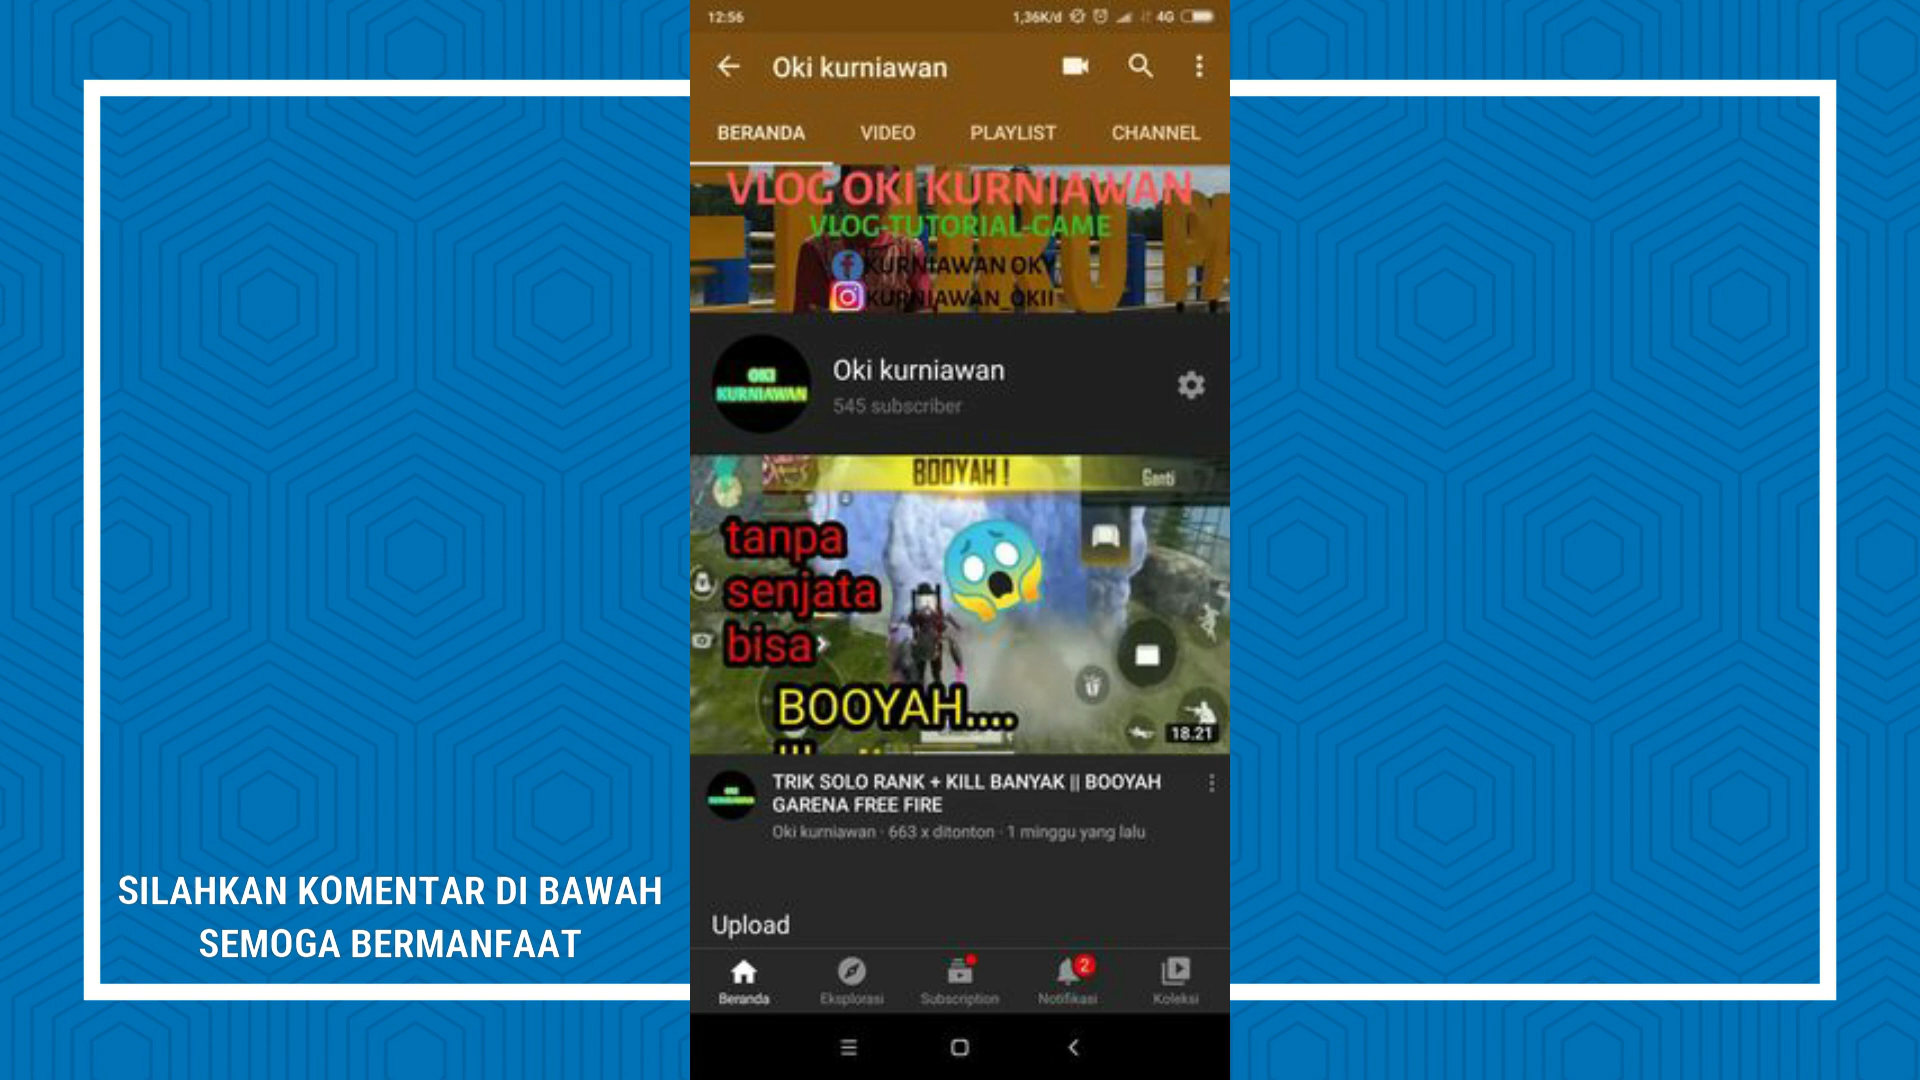 12:56
1,36K/d
4G
Oki kurniawan
BERANDA
VIDEO
PLAYLIST
CHANNEL
VLOG OKI KURNIAWAN
VLOG-TUTORIAL-GAME
KURNIAWAN OKY
KURNIAWAN_OKII
OKI
KURNIAWAN
Oki kurniawan
545 subscriber
BOOYAH !
Ganti
tanpa
senjata
bisa
BOOYAH....
18.21
TRIK SOLO RANK + KILL BANYAK || BOOYAH
GARENA FREE FIRE
Oki kurniawan · 663 x ditonton · 1 minggu yang lalu
SILAHKAN KOMENTAR DI BAWAH
SEMOGA BERMANFAAT
Upload
2
Beranda
Eksplorasi
Subscription
Notifikasi
Koleksi